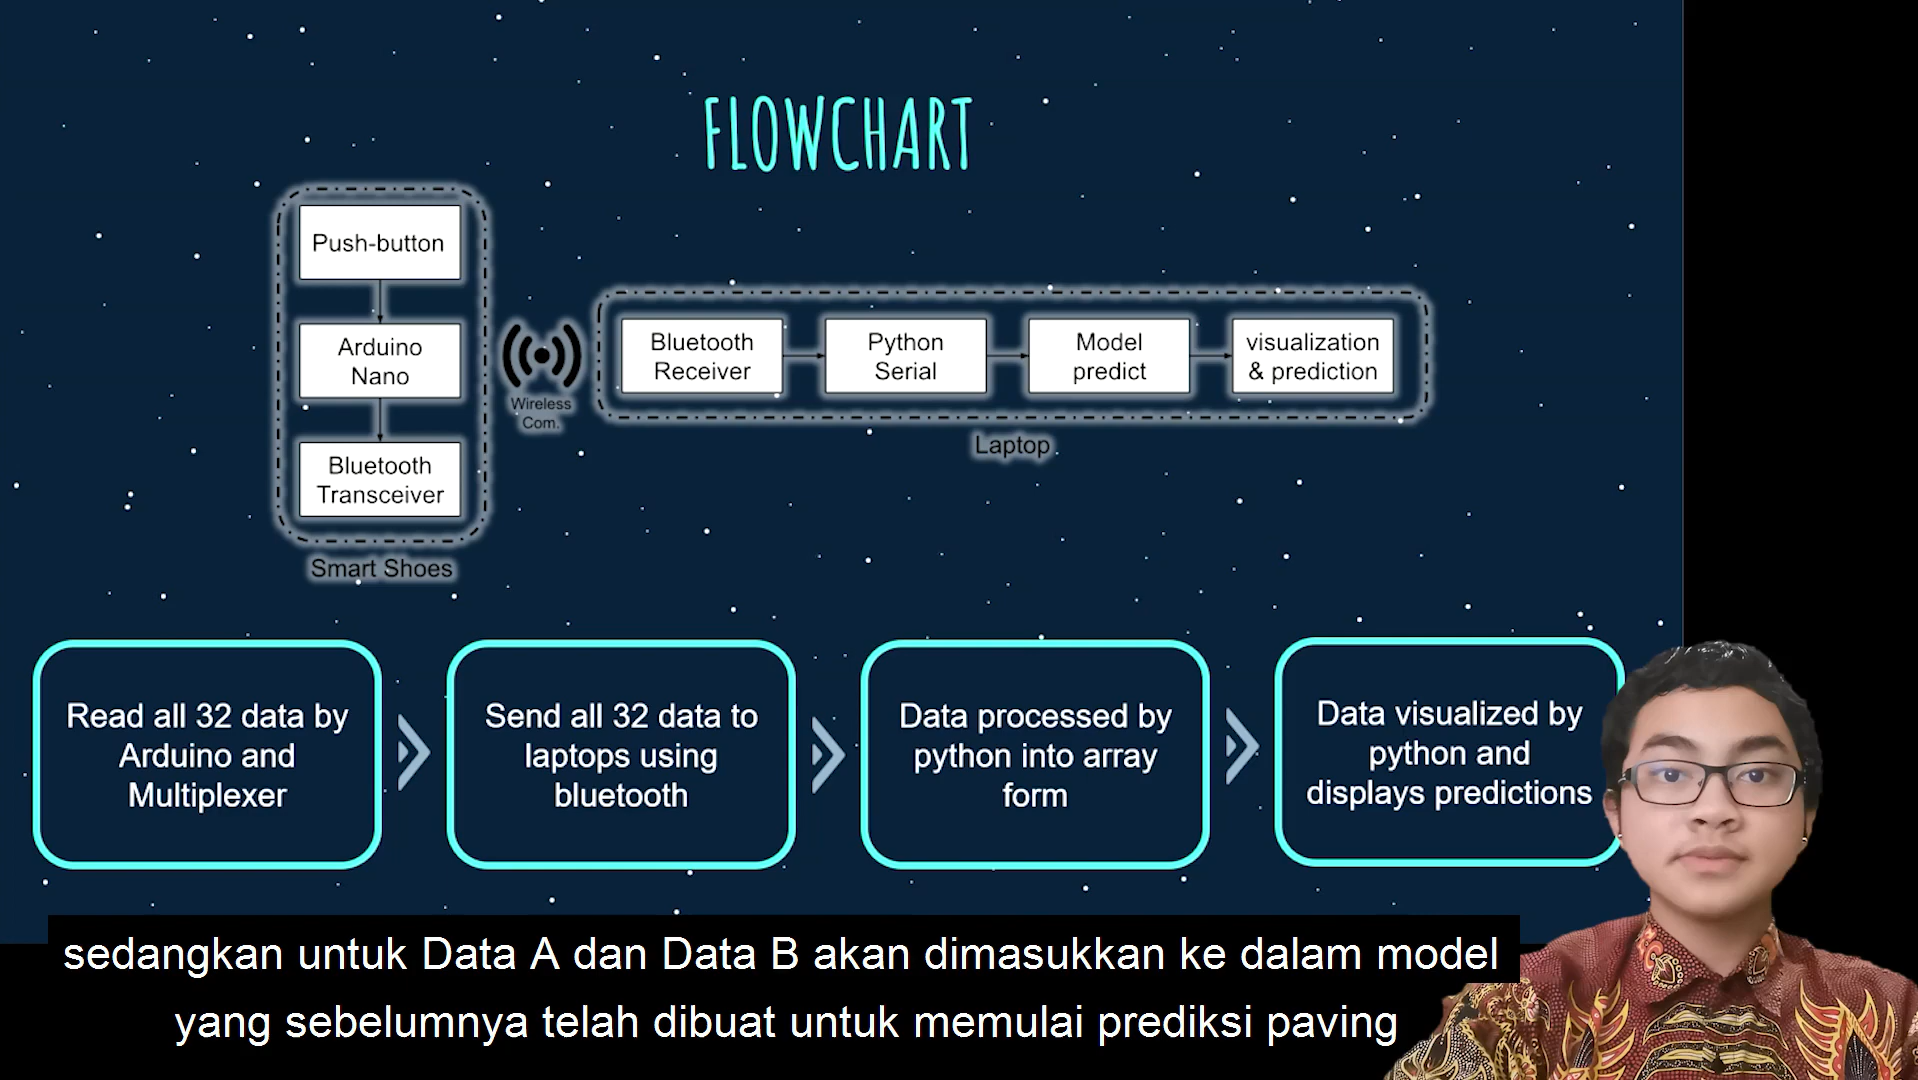 FLOWCHART
Push-button
Arduino
Nano
Bluetooth
Transceiver
Smart Shoes
Wireless
Com.
Bluetooth
Receiver
Python
Serial
Model
predict
visualization
& prediction
Laptop
Read all 32 data by
Arduino and
Multiplexer
Send all 32 data to
laptops using
bluetooth
Data processed by
python into array
form
Data visualized by
python and
displays predictions
sedangkan untuk Data A dan Data B akan dimasukkan ke dalam model
yang sebelumnya telah dibuat untuk memulai prediksi paving